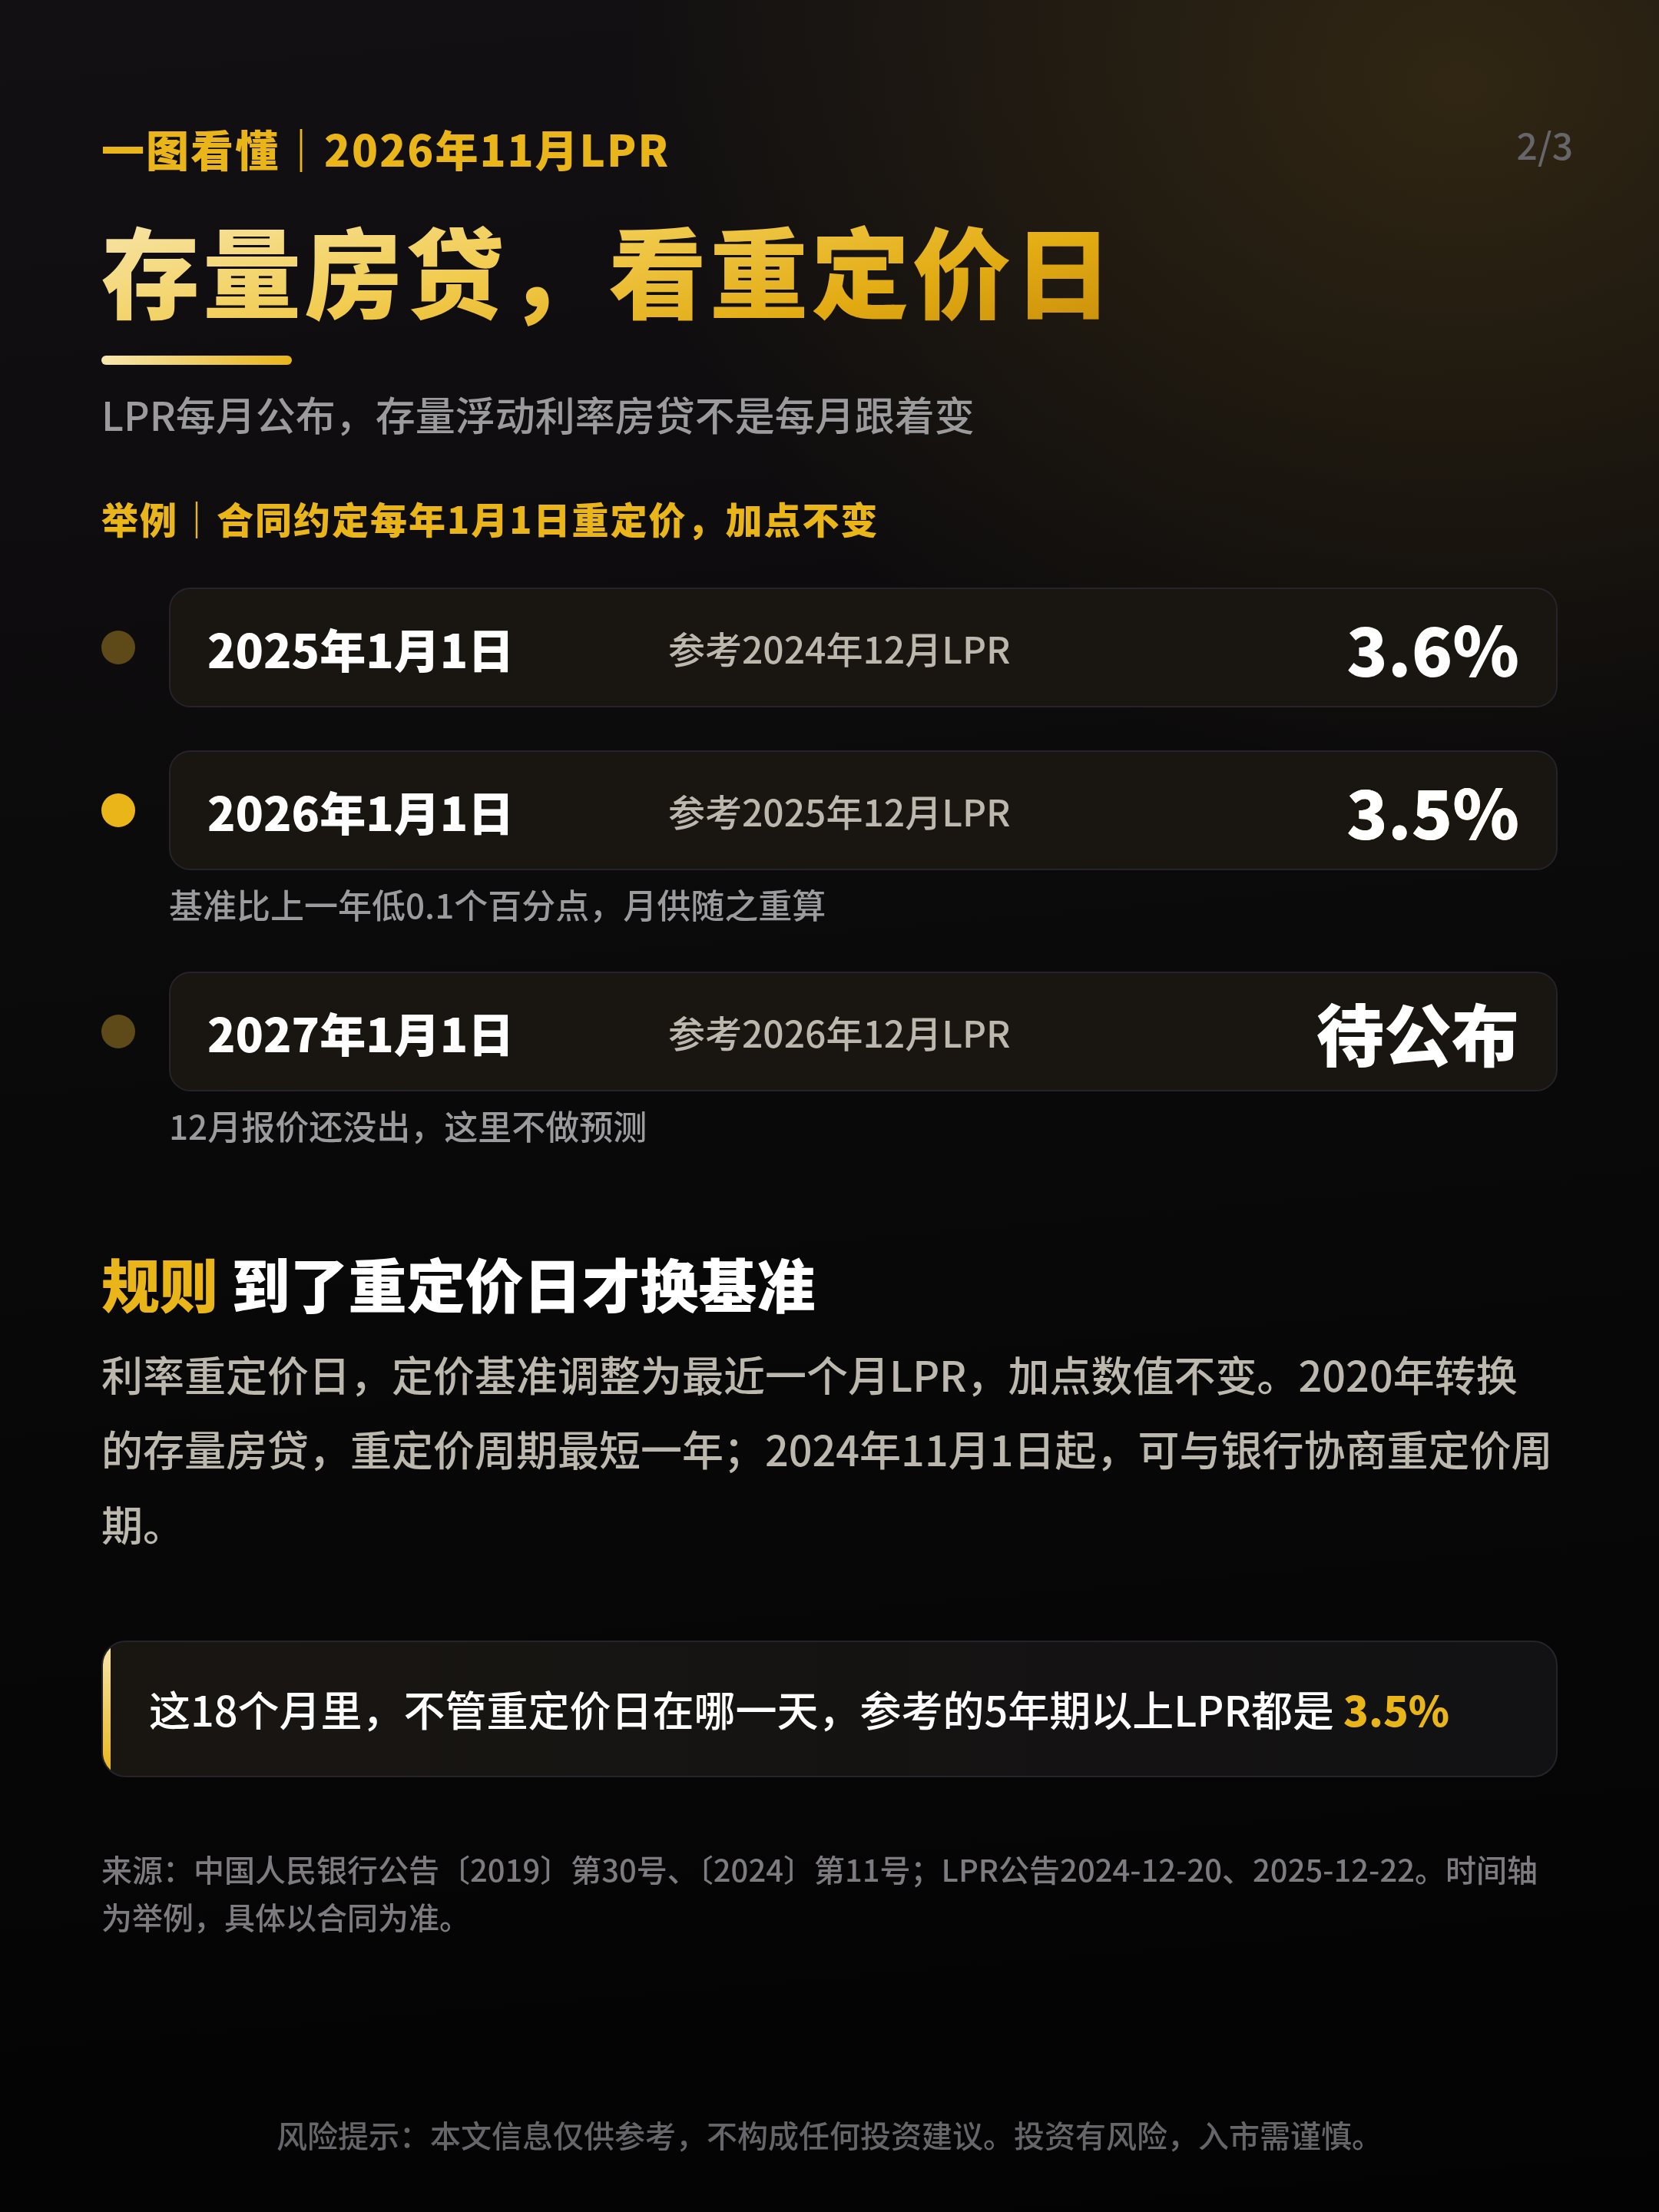 一图看懂｜2026年11月LPR
2/3
存量房贷，看重定价日
LPR每月公布，存量浮动利率房贷不是每月跟着变
举例｜合同约定每年1月1日重定价，加点不变
2025年1月1日 参考2024年12月LPR 3.6%
2026年1月1日 参考2025年12月LPR 3.5%
基准比上一年低0.1个百分点，月供随之重算
2027年1月1日 参考2026年12月LPR 待公布
12月报价还没出，这里不做预测
规则 到了重定价日才换基准
利率重定价日，定价基准调整为最近一个月LPR，加点数值不变。2020年转换
的存量房贷，重定价周期最短一年；2024年11月1日起，可与银行协商重定价周
期。
这18个月里，不管重定价日在哪一天，参考的5年期以上LPR都是 3.5%
来源：中国人民银行公告〔2019〕第30号、〔2024〕第11号；LPR公告2024-12-20、2025-12-22。时间轴
为举例，具体以合同为准。
风险提示：本文信息仅供参考，不构成任何投资建议。投资有风险，入市需谨慎。